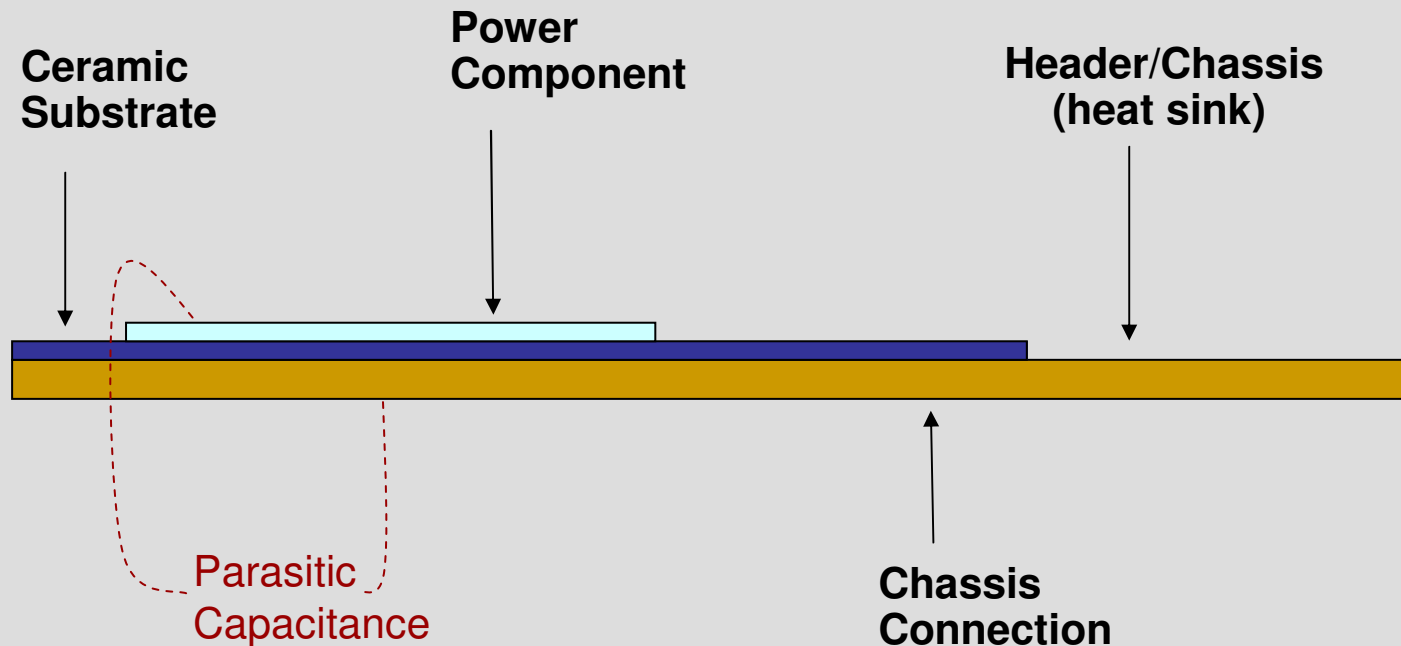 Ceramic
Substrate
Power
Component
Header/Chassis
(heat sink)
Parasitic
Capacitance
Chassis
Connection